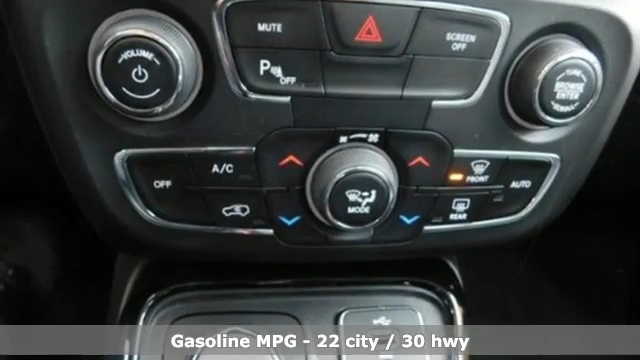 MUTE
SCREEN OFF
VOLUME
P OFF
BROWSE
ENTER
OFF
A/C
MODE
FRONT
AUTO
REAR
Gasoline MPG - 22 city / 30 hwy